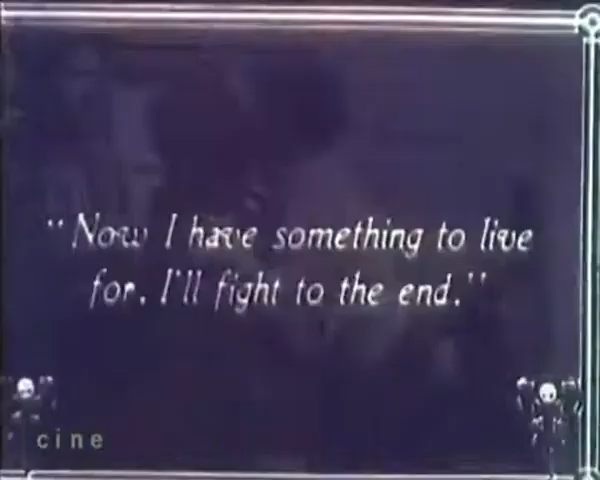 "Now I have something to live
for. I'll fight to the end."
cine